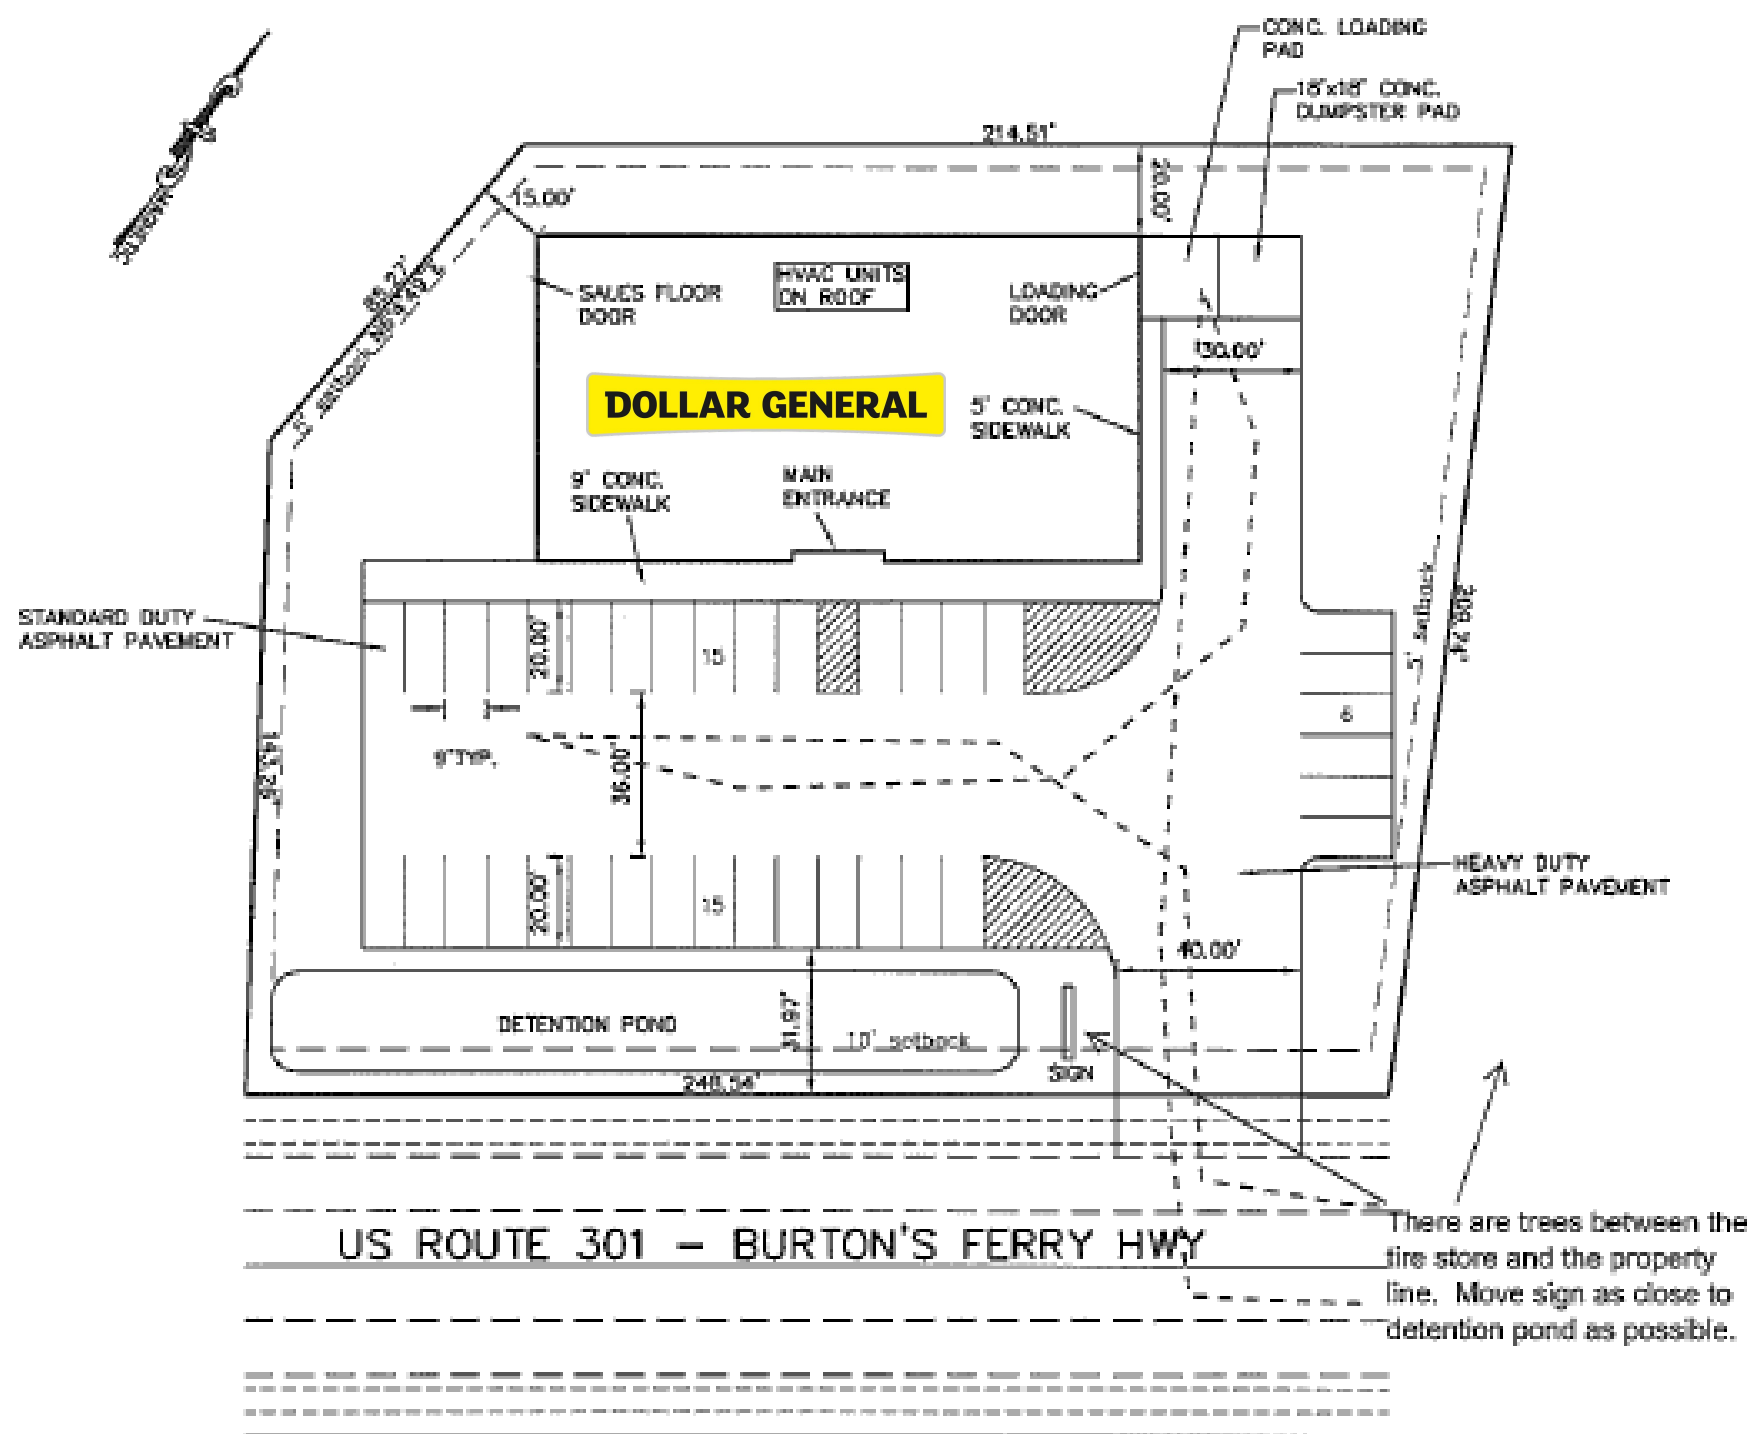 CONC. LOADING
PAD
18'x18' CONC.
DUMPSTER PAD
214.51'
20.00'
15.00'
MAGNETIC
HVAC UNITS
ON ROOF
SALES FLOOR
DOOR
LOADING
DOOR
30.00'
5' setback
DOLLAR GENERAL
5' CONC.
SIDEWALK
9' CONC.
SIDEWALK
MAIN
ENTRANCE
STANDARD DUTY
ASPHALT PAVEMENT
20.00'
15
5' setback
6
9'TYP.
36.00'
HEAVY DUTY
ASPHALT PAVEMENT
20.00'
15
40.00'
DETENTION POND
31.97'
10' setback
SIGN
248.54'
US ROUTE 301 – BURTON'S FERRY HWY
There are trees between the
tire store and the property
line. Move sign as close to
detention pond as possible.